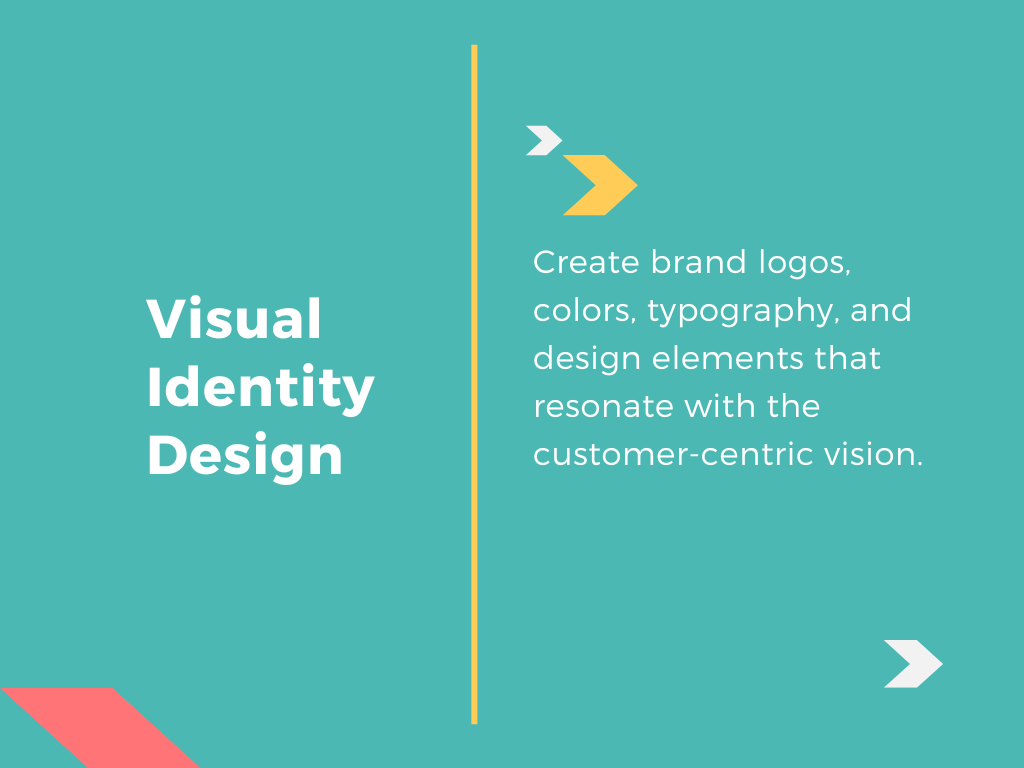 Visual
Identity
Design
Create brand logos,
colors, typography, and
design elements that
resonate with the
customer-centric vision.